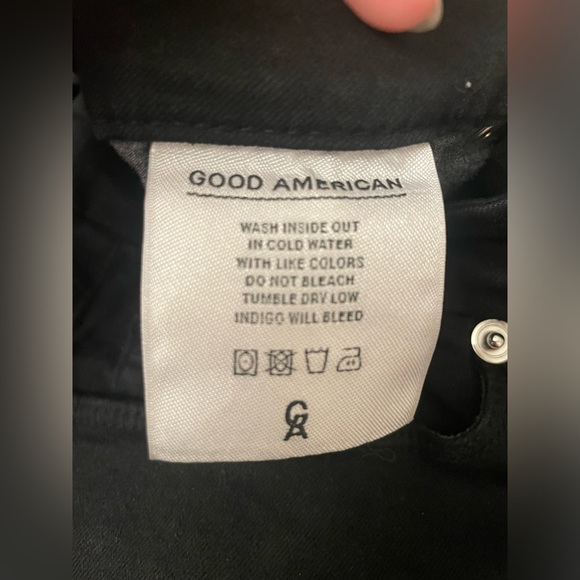 GOOD AMERICAN
WASH INSIDE OUT
IN COLD WATER
WITH LIKE COLORS
DO NOT BLEACH
TUMBLE DRY LOW
INDIGO WILL BLEED
GA